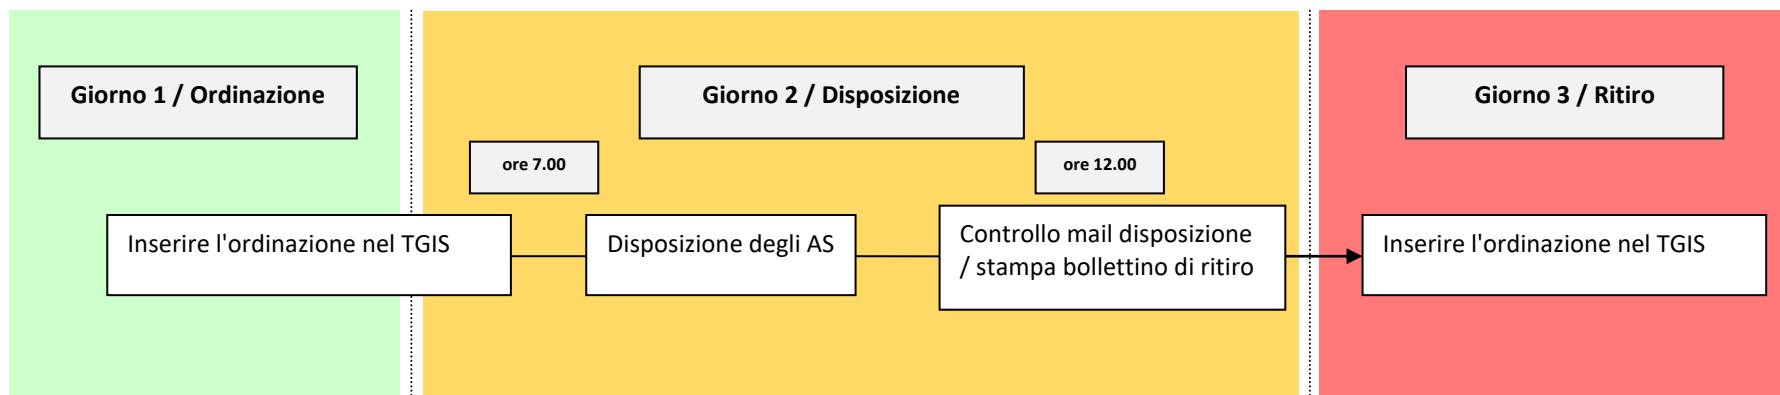 Giorno 1 / Ordinazione
Giorno 2 / Disposizione
Giorno 3 / Ritiro
ore 7.00
ore 12.00
Inserire l'ordinazione nel TGIS
Disposizione degli AS
Controllo mail disposizione
/ stampa bollettino di ritiro
Inserire l'ordinazione nel TGIS